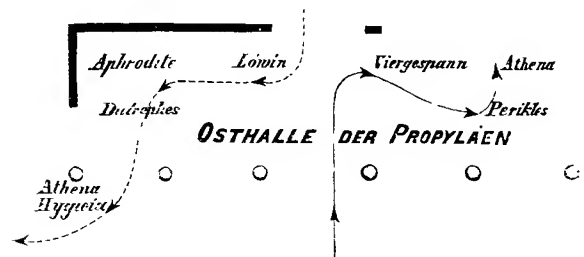 Aphrodite Löwin Viergespann Athena
Diitrephes Perikles
OSTHALLE DER PROPYLÄEN
Athena
Hygieia